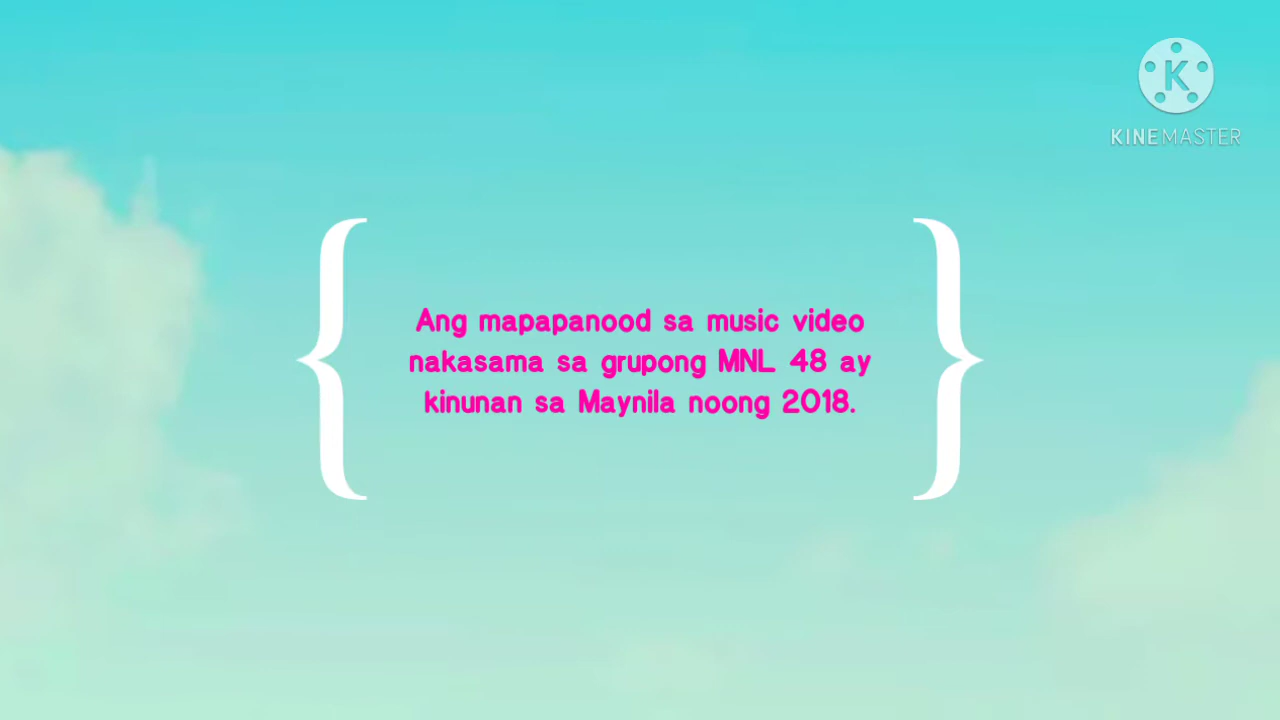 K
KINEMASTER
Ang mapapanood sa music video
nakasama sa grupong MNL 48 ay
kinunan sa Maynila noong 2018.